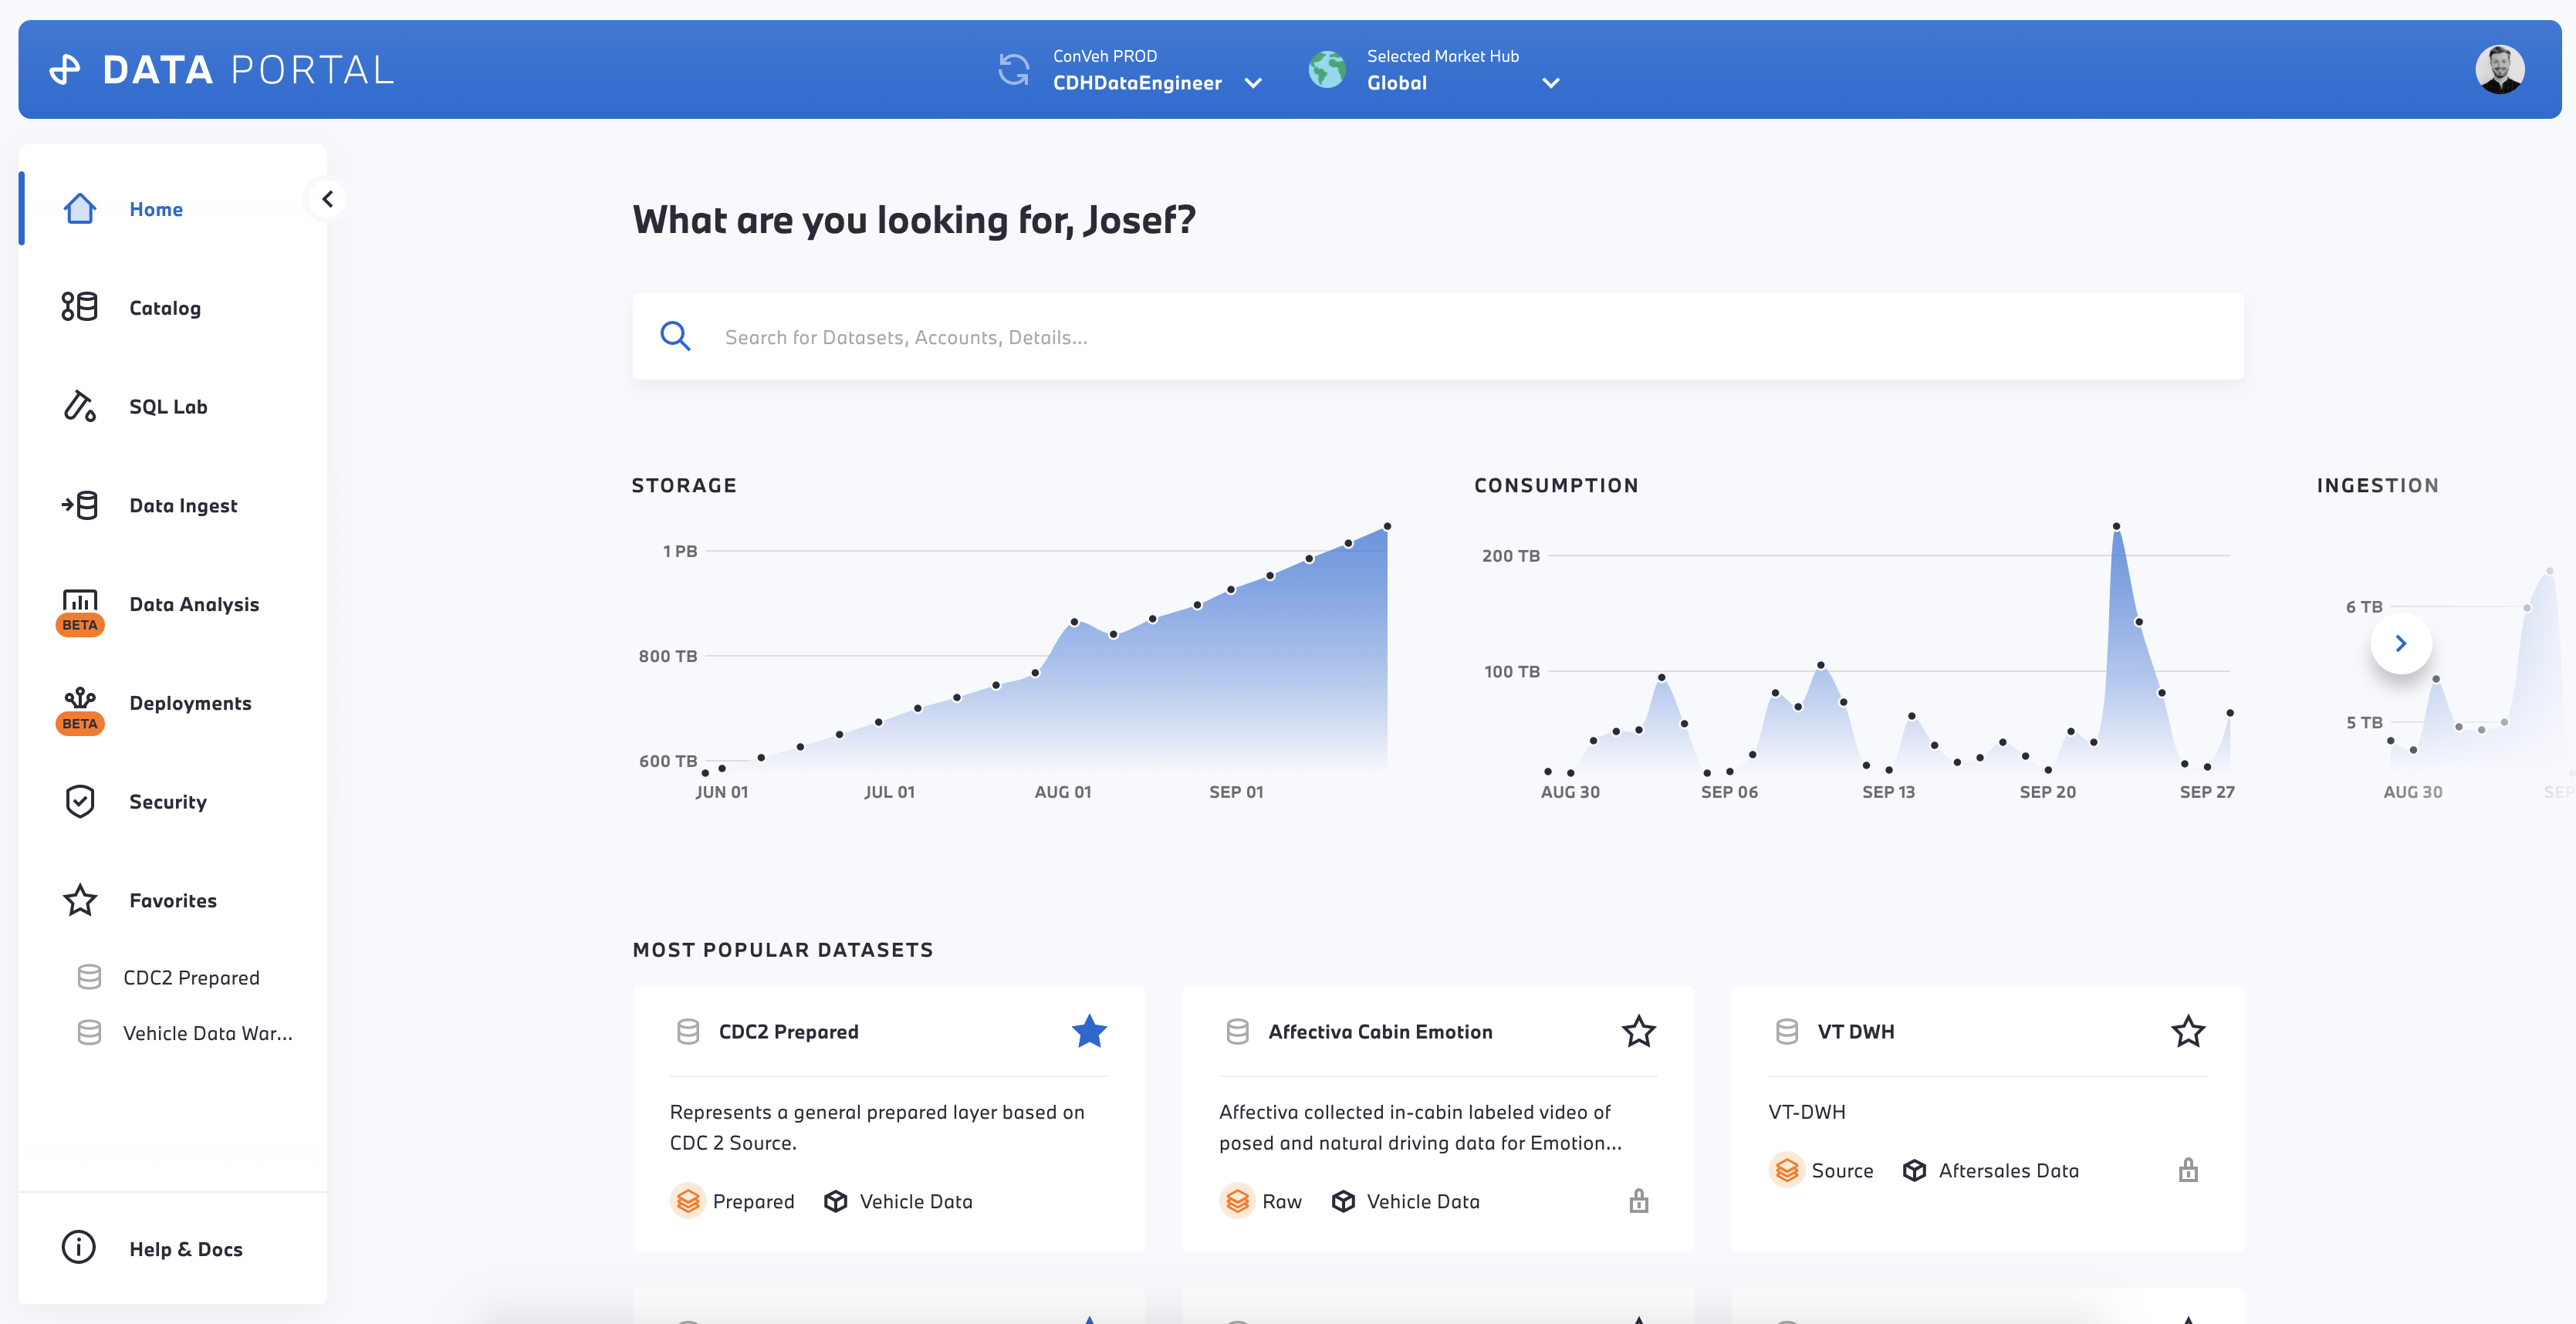 DATA PORTAL
ConVeh PROD
CDHDataEngineer
Selected Market Hub
Global
Home
Catalog
SQL Lab
Data Ingest
Data Analysis
BETA
Deployments
BETA
Security
Favorites
CDC2 Prepared
Vehicle Data War...
Help & Docs
What are you looking for, Josef?
Search for Datasets, Accounts, Details...
STORAGE
1 PB
800 TB
600 TB
JUN 01 JUL 01 AUG 01 SEP 01
CONSUMPTION
200 TB
100 TB
AUG 30 SEP 06 SEP 13 SEP 20 SEP 27
INGESTION
6 TB
5 TB
AUG 30 SEP
MOST POPULAR DATASETS
CDC2 Prepared
Represents a general prepared layer based on
CDC 2 Source.
Prepared Vehicle Data
Affectiva Cabin Emotion
Affectiva collected in-cabin labeled video of
posed and natural driving data for Emotion...
Raw Vehicle Data
VT DWH
VT-DWH
Source Aftersales Data